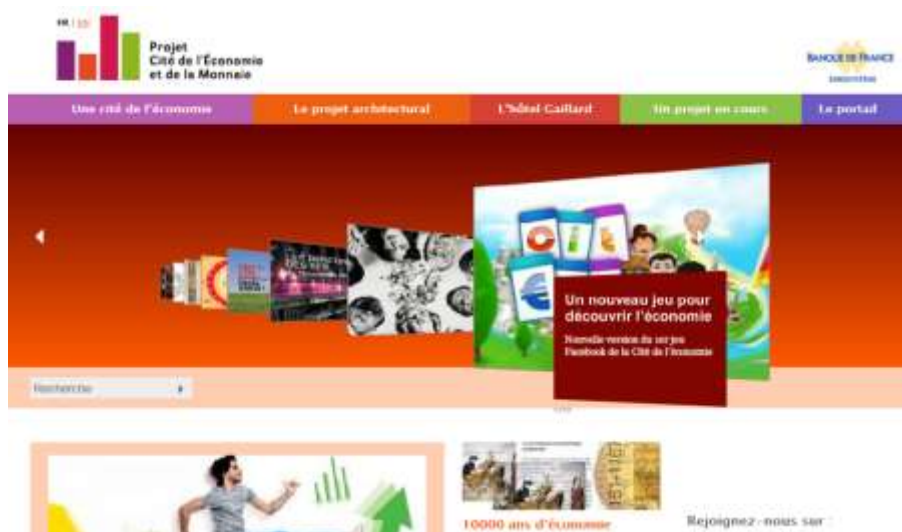 FR | EN
Projet
Cité de l'Économie
et de la Monnaie
BANQUE DE FRANCE
EUROSYSTÈME
Une cité de l'économie
Le projet architectural
L'hôtel Gaillard
Un projet en cours
Le portail
Un nouveau jeu pour
découvrir l'économie
Nouvelle version du 1er jeu
Facebook de la Cité de l'économie
Recherche
10000 ans d'économie
Rejoignez-nous sur :